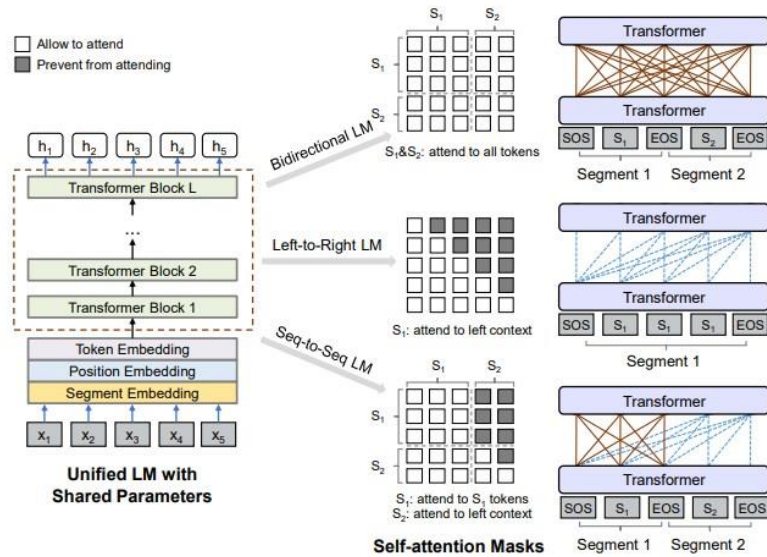 Allow to attend
Prevent from attending
h1 h2 h3 h4 h5
Transformer Block L
...
Transformer Block 2
Transformer Block 1
Token Embedding
Position Embedding
Segment Embedding
x1 x2 x3 x4 x5
Unified LM with
Shared Parameters
Bidirectional LM
Left-to-Right LM
Seq-to-Seq LM
S1 S2
S1
S2
S1&S2: attend to all tokens
S1: attend to left context
S1 S2
S1
S2
S1: attend to S1 tokens
S2: attend to left context
Self-attention Masks
Transformer
Transformer
SOS S1 EOS S2 EOS
Segment 1 Segment 2
Transformer
Transformer
SOS S1 S1 S1 EOS
Segment 1
Transformer
Transformer
SOS S1 EOS S2 EOS
Segment 1 Segment 2